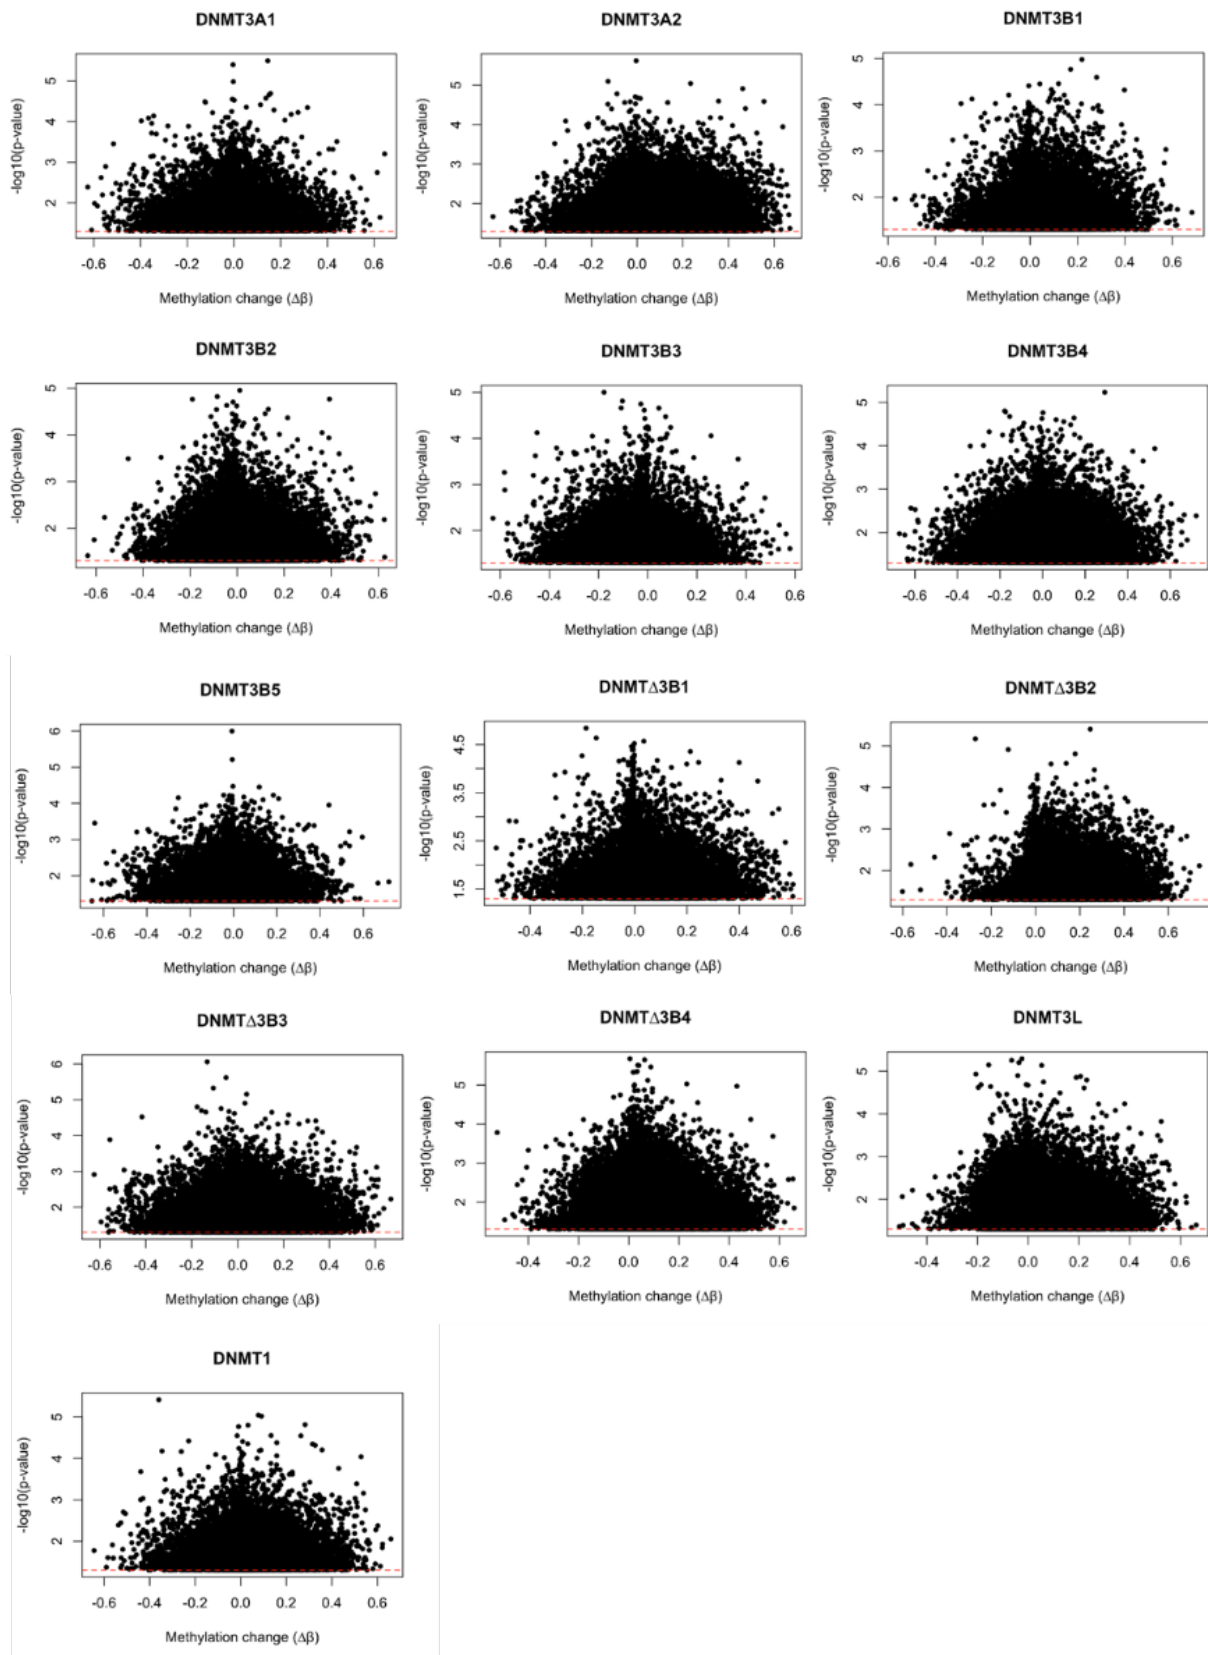 DNMT3A1
DNMT3A2
DNMT3B1
-log10(p-value)
5
4
3
2
-0.6 -0.4 -0.2 0.0 0.2 0.4 0.6
Methylation change (Δβ)
-log10(p-value)
5
4
3
2
-0.6 -0.4 -0.2 0.0 0.2 0.4 0.6
Methylation change (Δβ)
-log10(p-value)
5
4
3
2
-0.6 -0.4 -0.2 0.0 0.2 0.4 0.6
Methylation change (Δβ)
DNMT3B2
DNMT3B3
DNMT3B4
-log10(p-value)
5
4
3
2
-0.6 -0.4 -0.2 0.0 0.2 0.4 0.6
Methylation change (Δβ)
-log10(p-value)
5
4
3
2
-0.6 -0.4 -0.2 0.0 0.2 0.4 0.6
Methylation change (Δβ)
-log10(p-value)
5
4
3
2
-0.6 -0.4 -0.2 0.0 0.2 0.4 0.6
Methylation change (Δβ)
DNMT3B5
DNMTΔ3B1
DNMTΔ3B2
-log10(p-value)
6
5
4
3
2
-0.6 -0.4 -0.2 0.0 0.2 0.4 0.6
Methylation change (Δβ)
-log10(p-value)
4.5
3.5
2.5
1.5
-0.4 -0.2 0.0 0.2 0.4 0.6
Methylation change (Δβ)
-log10(p-value)
5
4
3
2
-0.6 -0.4 -0.2 0.0 0.2 0.4 0.6
Methylation change (Δβ)
DNMTΔ3B3
DNMTΔ3B4
DNMT3L
-log10(p-value)
6
5
4
3
2
-0.6 -0.4 -0.2 0.0 0.2 0.4 0.6
Methylation change (Δβ)
-log10(p-value)
5
4
3
2
-0.4 -0.2 0.0 0.2 0.4 0.6
Methylation change (Δβ)
-log10(p-value)
5
4
3
2
-0.4 -0.2 0.0 0.2 0.4 0.6
Methylation change (Δβ)
DNMT1
-log10(p-value)
5
4
3
2
-0.6 -0.4 -0.2 0.0 0.2 0.4 0.6
Methylation change (Δβ)